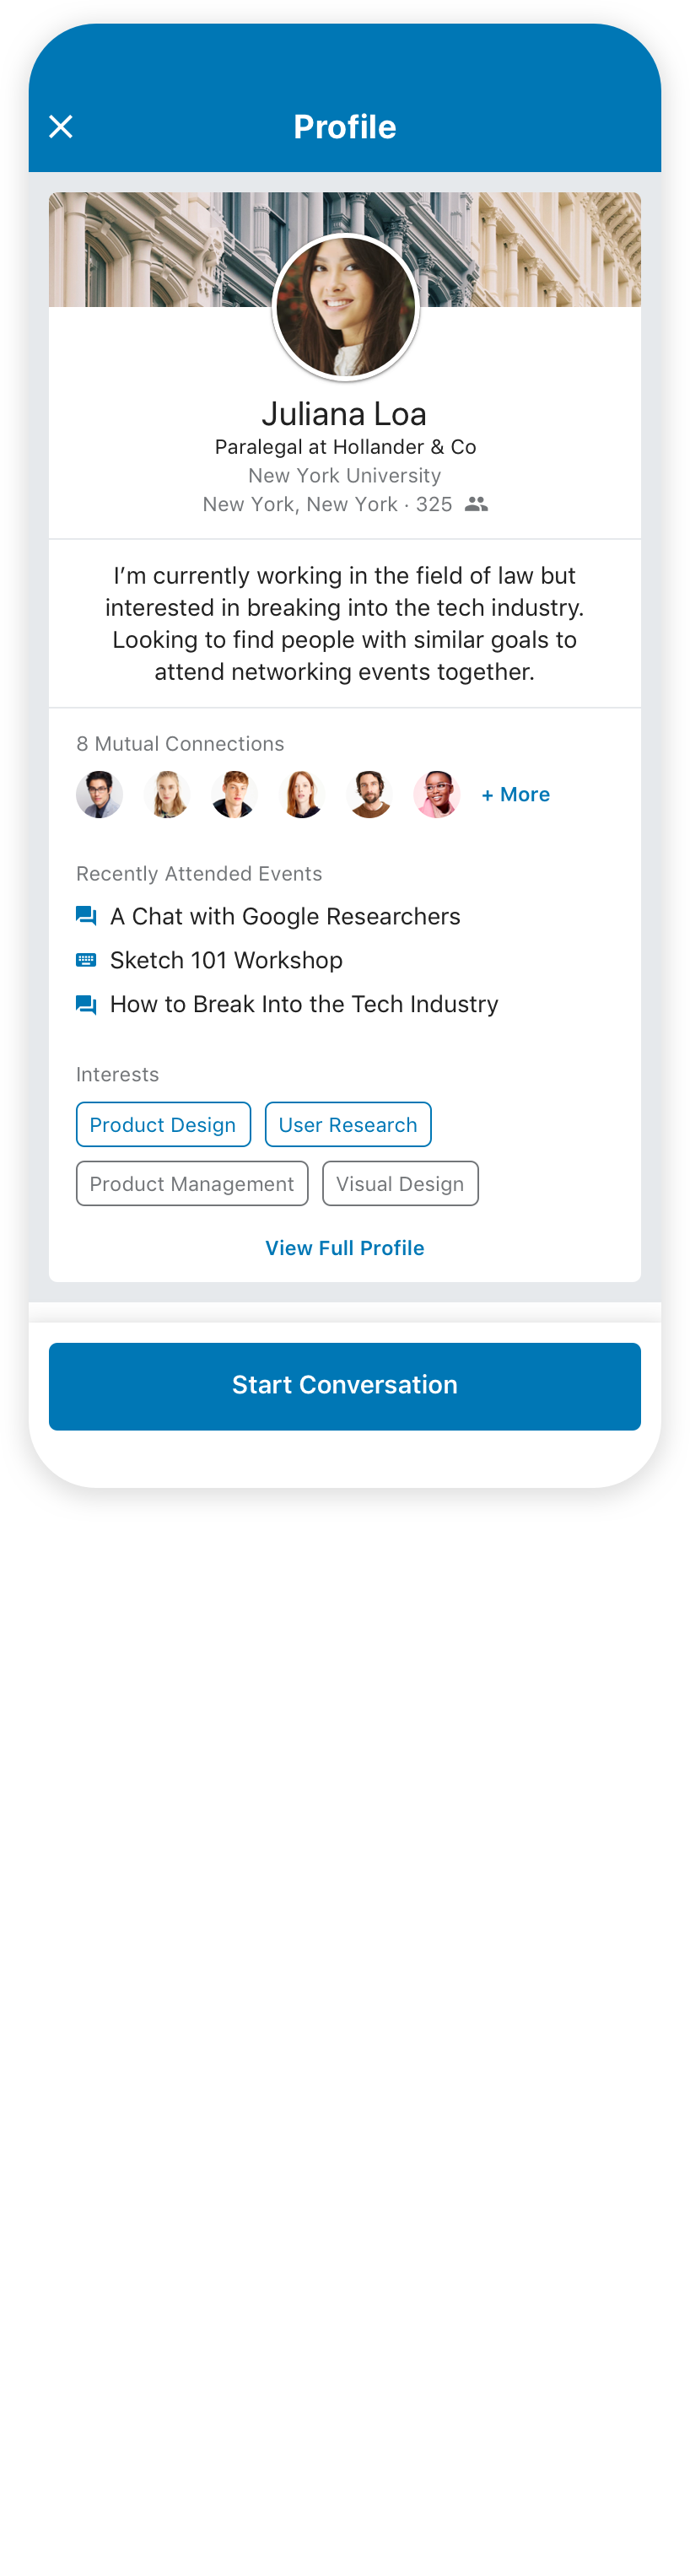 Profile
Juliana Loa
Paralegal at Hollander & Co
New York University
New York, New York · 325
I’m currently working in the field of law but
interested in breaking into the tech industry.
Looking to find people with similar goals to
attend networking events together.
8 Mutual Connections
+ More
Recently Attended Events
A Chat with Google Researchers
Sketch 101 Workshop
How to Break Into the Tech Industry
Interests
Product Design User Research
Product Management Visual Design
View Full Profile
Start Conversation